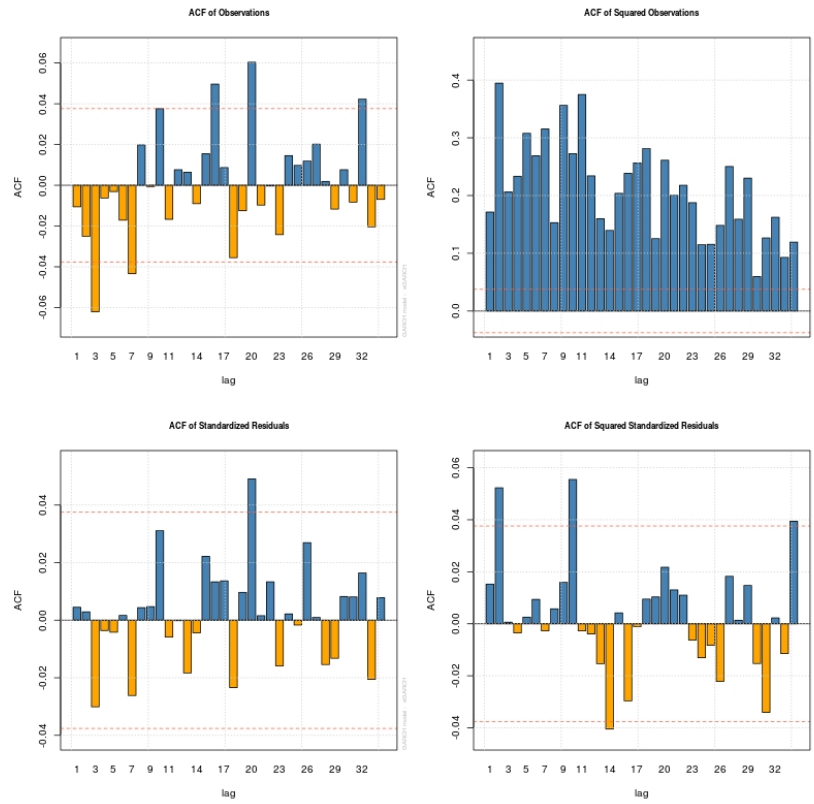 ACF of Observations
ACF
0.06
0.04
0.02
0.00
-0.02
-0.04
-0.06
1 3 5 7 9 11 14 17 20 23 26 29 32
lag
GARCH model : eGARCH
ACF of Squared Observations
ACF
0.4
0.3
0.2
0.1
0.0
1 3 5 7 9 11 14 17 20 23 26 29 32
lag
ACF of Standardized Residuals
ACF
0.04
0.02
0.00
-0.02
-0.04
1 3 5 7 9 11 14 17 20 23 26 29 32
lag
GARCH model : eGARCH
ACF of Squared Standardized Residuals
ACF
0.06
0.04
0.02
0.00
-0.02
-0.04
1 3 5 7 9 11 14 17 20 23 26 29 32
lag